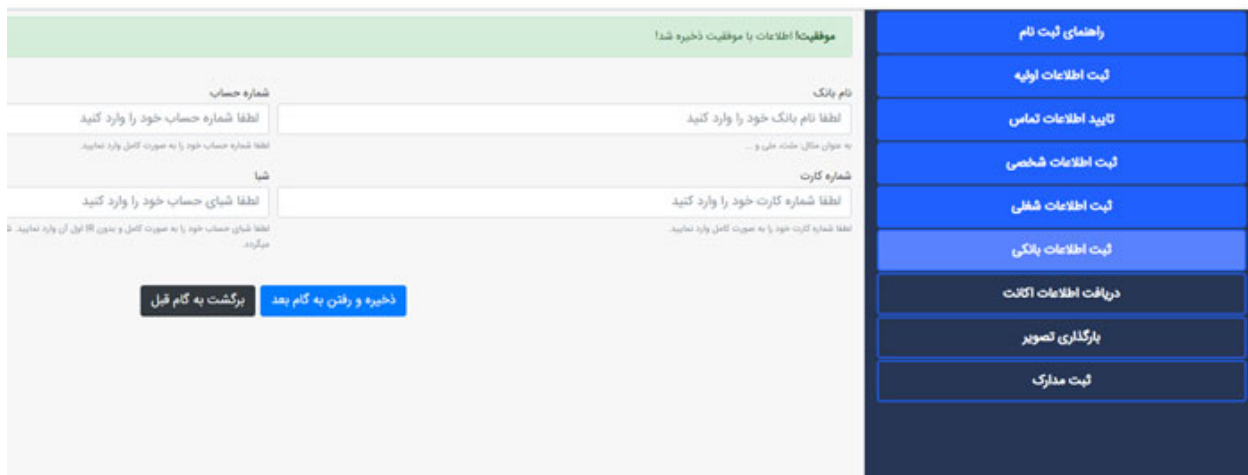 راهنمای ثبت نام
ثبت اطلاعات اولیه
تایید اطلاعات تماس
ثبت اطلاعات شخصی
ثبت اطلاعات شغلی
ثبت اطلاعات بانکی
دریافت اطلاعات اکانت
بارگذاری تصویر
ثبت مدارک
موفقیت! اطلاعات با موفقیت ذخیره شد!
نام بانک
لطفا نام بانک خود را وارد کنید
به عنوان مثال: ملت، ملی و ...
شماره حساب
لطفا شماره حساب خود را وارد کنید
لطفا شماره حساب خود را به صورت کامل وارد نمایید.
شماره کارت
لطفا شماره کارت خود را وارد کنید
لطفا شماره کارت خود را به صورت کامل وارد نمایید.
شبا
لطفا شبای حساب خود را وارد کنید
لطفا شبای حساب خود را به صورت کامل و بدون IR اول آن وارد نمایید.
میگردد.
ذخیره و رفتن به گام بعد
برگشت به گام قبل